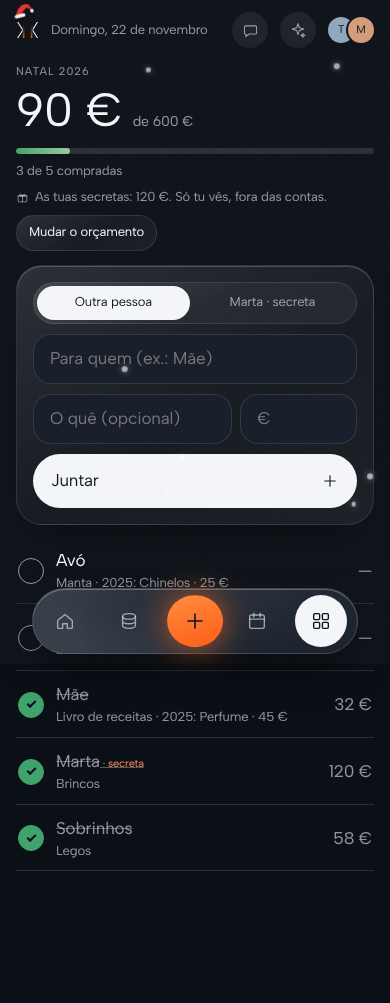 Domingo, 22 de novembro
T
M
NATAL 2026
90 € de 600 €
3 de 5 compradas
As tuas secretas: 120 €. Só tu vês, fora das contas.
Mudar o orçamento
Outra pessoa
Marta · secreta
Para quem (ex.: Mãe)
O quê (opcional)
€
Juntar
+
Avó
Manta · 2025: Chinelos · 25 €
—
—
Mãe
Livro de receitas · 2025: Perfume · 45 €
32 €
Marta · secreta
Brincos
120 €
Sobrinhos
Legos
58 €